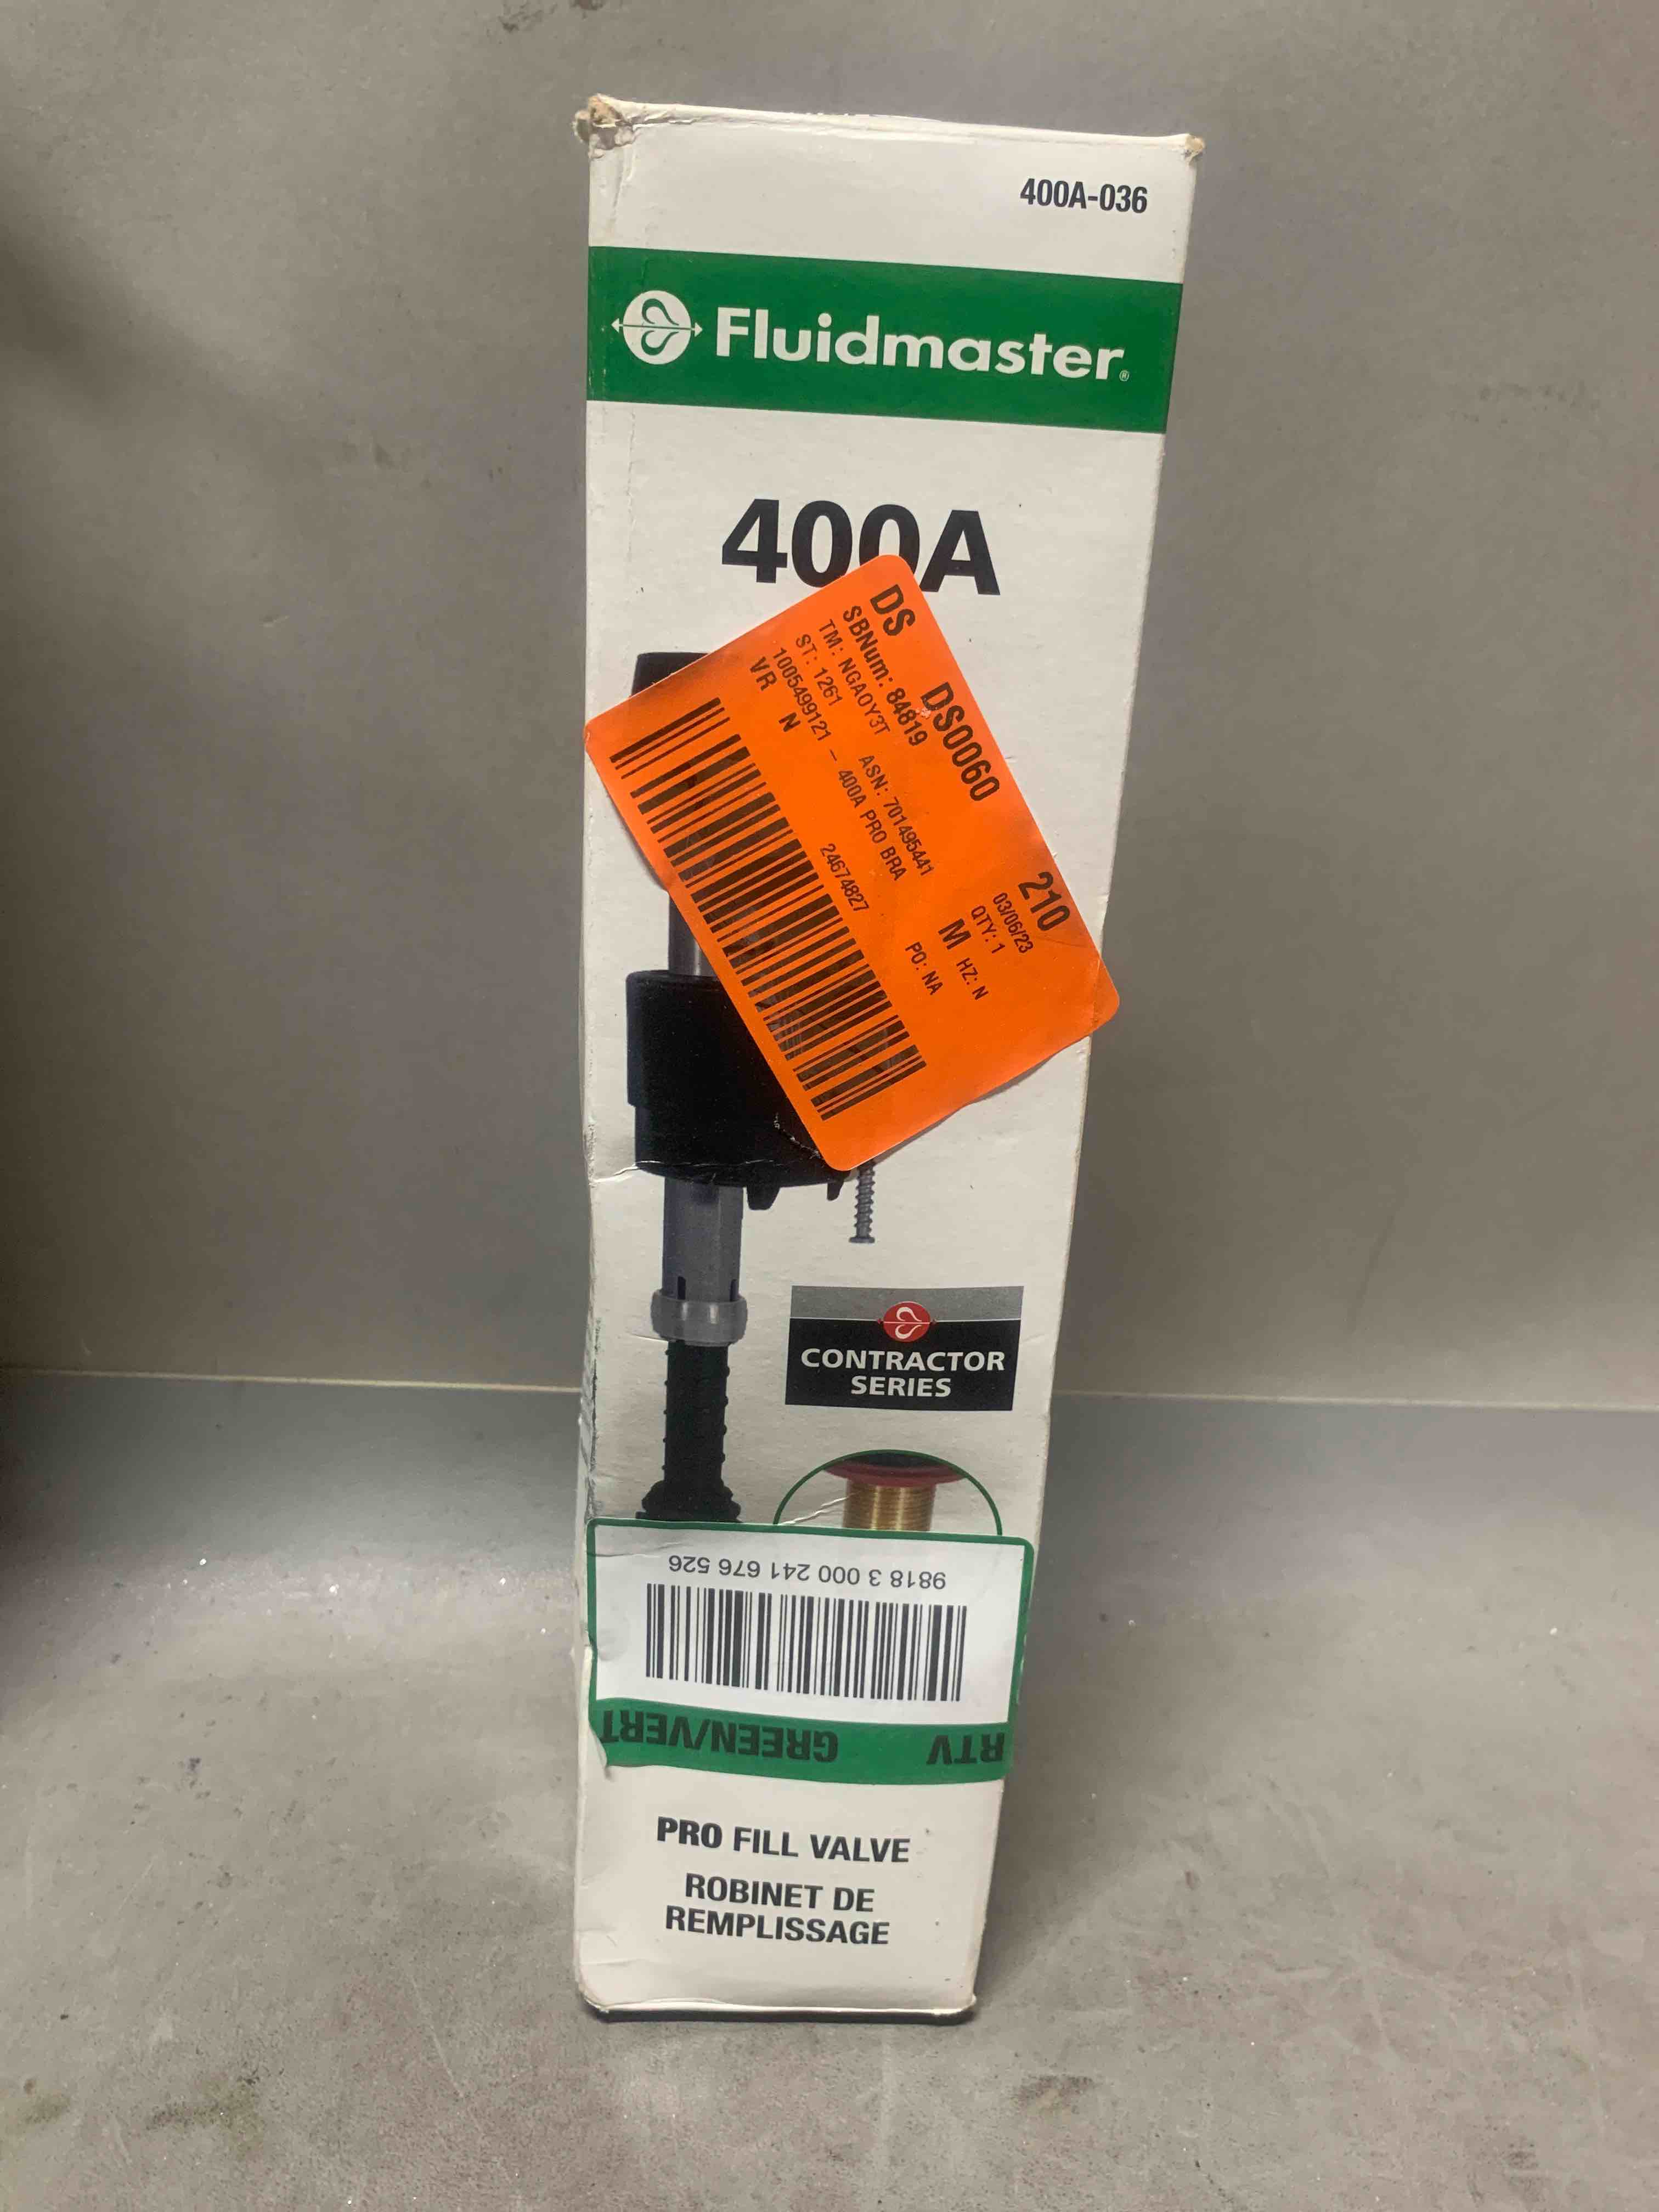 400A-036
Fluidmaster®
400A
DS DS0060 210
SBNum: 84819 03/06/23
TM: NGA0Y3T ASN: 701495441 QTY: 1
ST: 1261 M HZ: N
1005499121 – 400A PRO BRA PO: NA
VR N 24674827
CONTRACTOR
SERIES
RTV GREEN/VERT
9818 3 000 241 676 526
PRO FILL VALVE
ROBINET DE
REMPLISSAGE